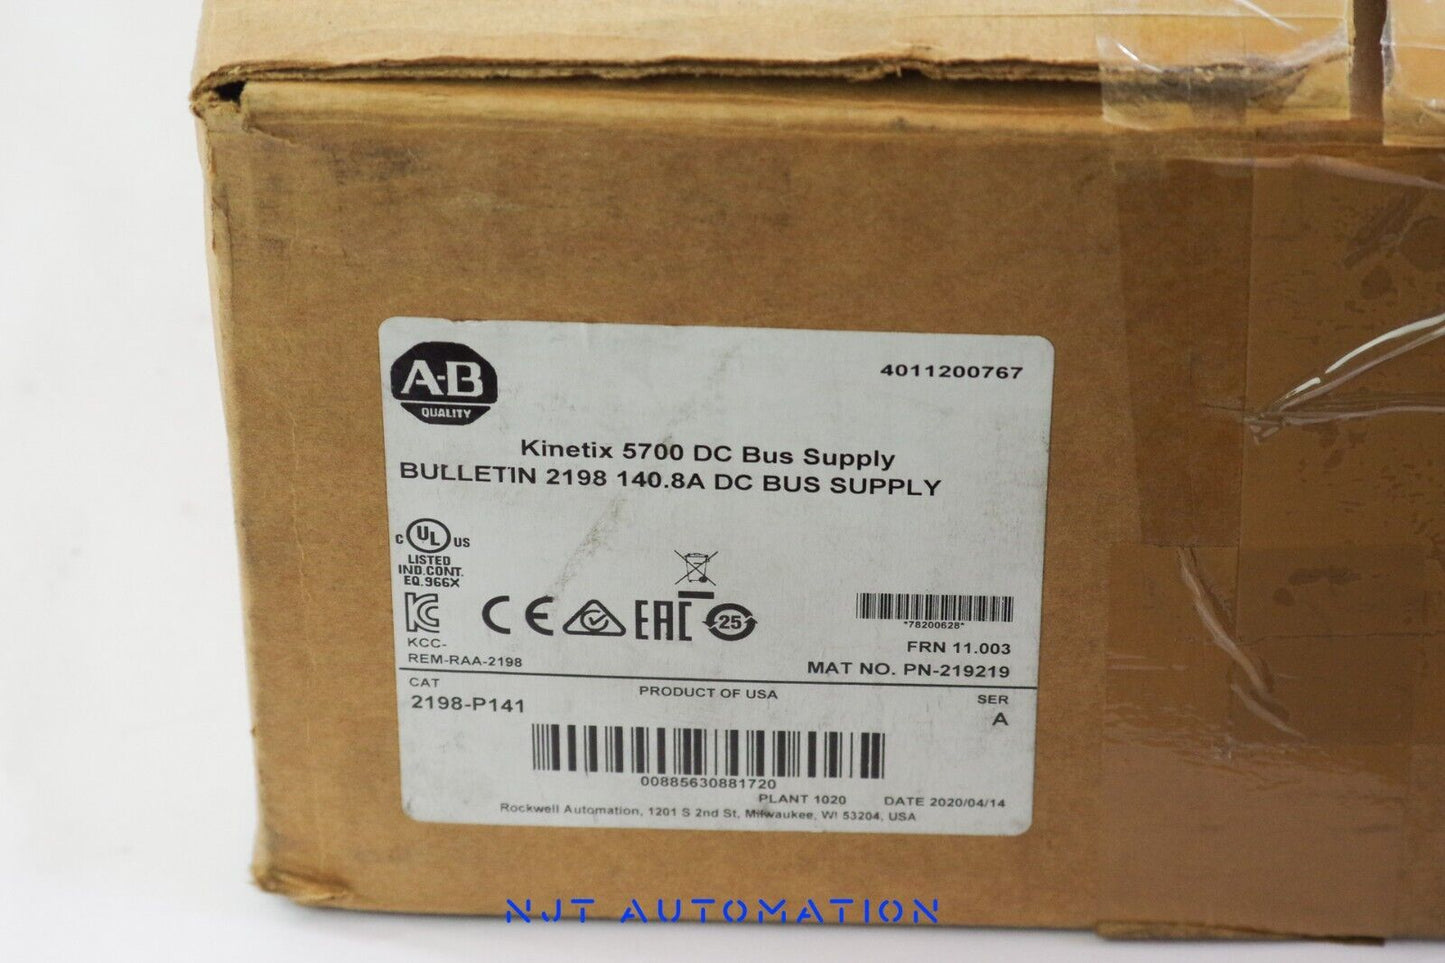 A-B
QUALITY
4011200767
Kinetix 5700 DC Bus Supply
BULLETIN 2198 140.8A DC BUS SUPPLY
C UL US
LISTED
IND.CONT.
EQ.966X
KCC-
REM-RAA-2198
CE
EAC
25
*78200628*
FRN 11.003
MAT NO. PN-219219
CAT
2198-P141
PRODUCT OF USA
SER
A
00885630881720
PLANT 1020 DATE 2020/04/14
Rockwell Automation, 1201 S 2nd St, Milwaukee, WI 53204, USA
NJT AUTOMATION